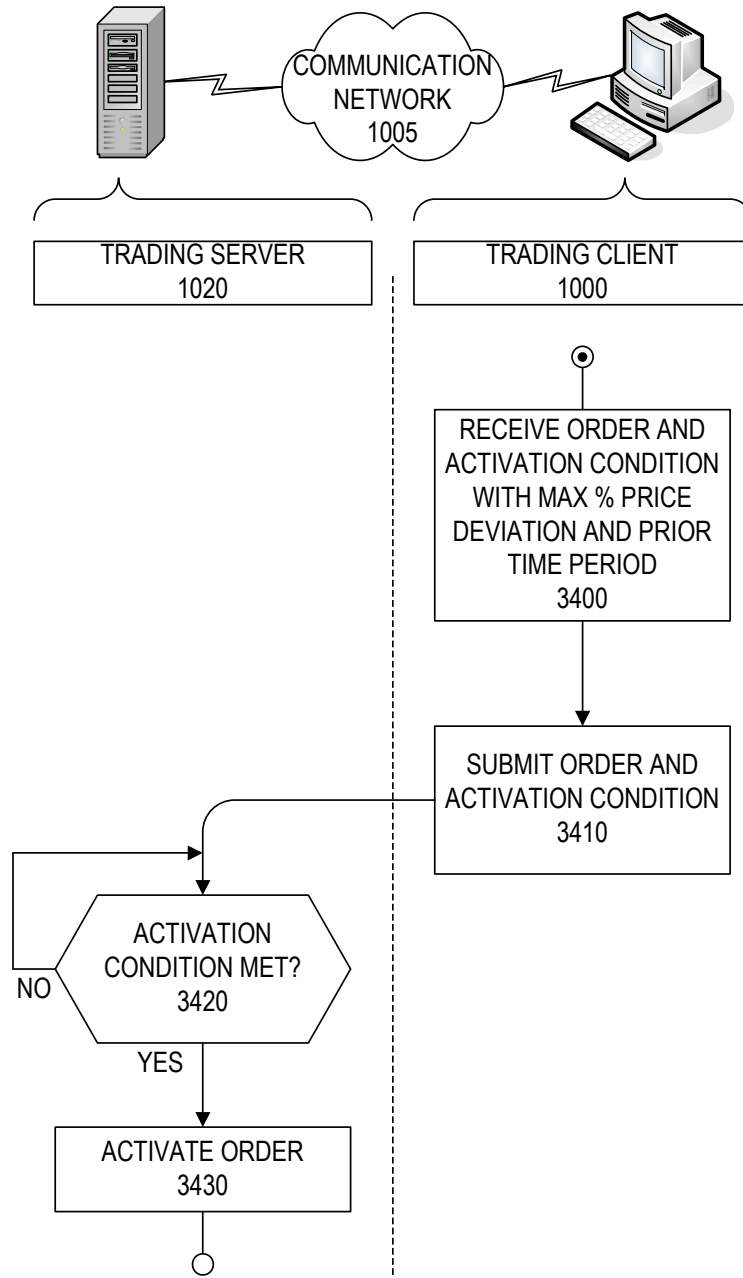 COMMUNICATION
NETWORK
1005
TRADING SERVER
1020
TRADING CLIENT
1000
RECEIVE ORDER AND
ACTIVATION CONDITION
WITH MAX % PRICE
DEVIATION AND PRIOR
TIME PERIOD
3400
SUBMIT ORDER AND
ACTIVATION CONDITION
3410
ACTIVATION
CONDITION MET?
3420
NO
YES
ACTIVATE ORDER
3430